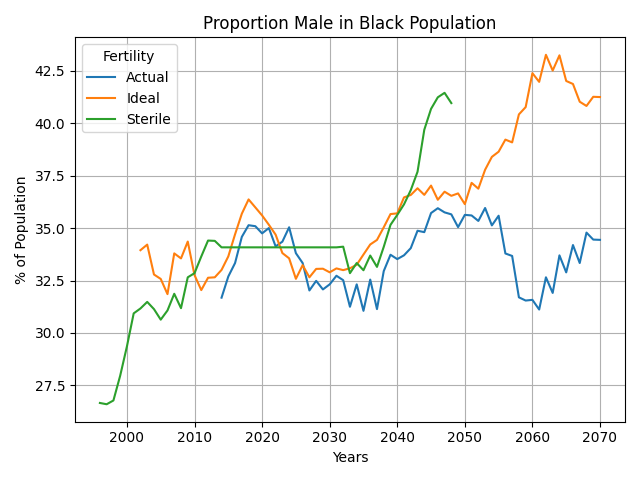 Proportion Male in Black Population
Fertility
Actual
Ideal
Sterile
% of Population
42.5
40.0
37.5
35.0
32.5
30.0
27.5
2000 2010 2020 2030 2040 2050 2060 2070
Years